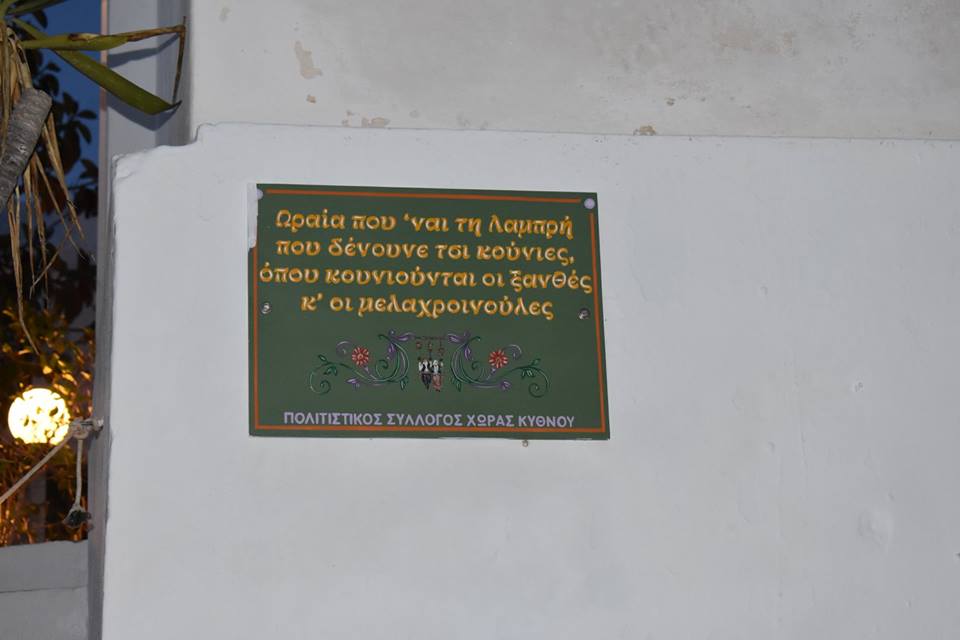 Ωραία που 'ναι τη Λαμπρή
που δένουνε τσι κούνιες,
όπου κουνιούνται οι ξανθές
κ' οι μελαχροινούλες
ΠΟΛΙΤΙΣΤΙΚΟΣ ΣΥΛΛΟΓΟΣ ΧΩΡΑΣ ΚΥΘΝΟΥ